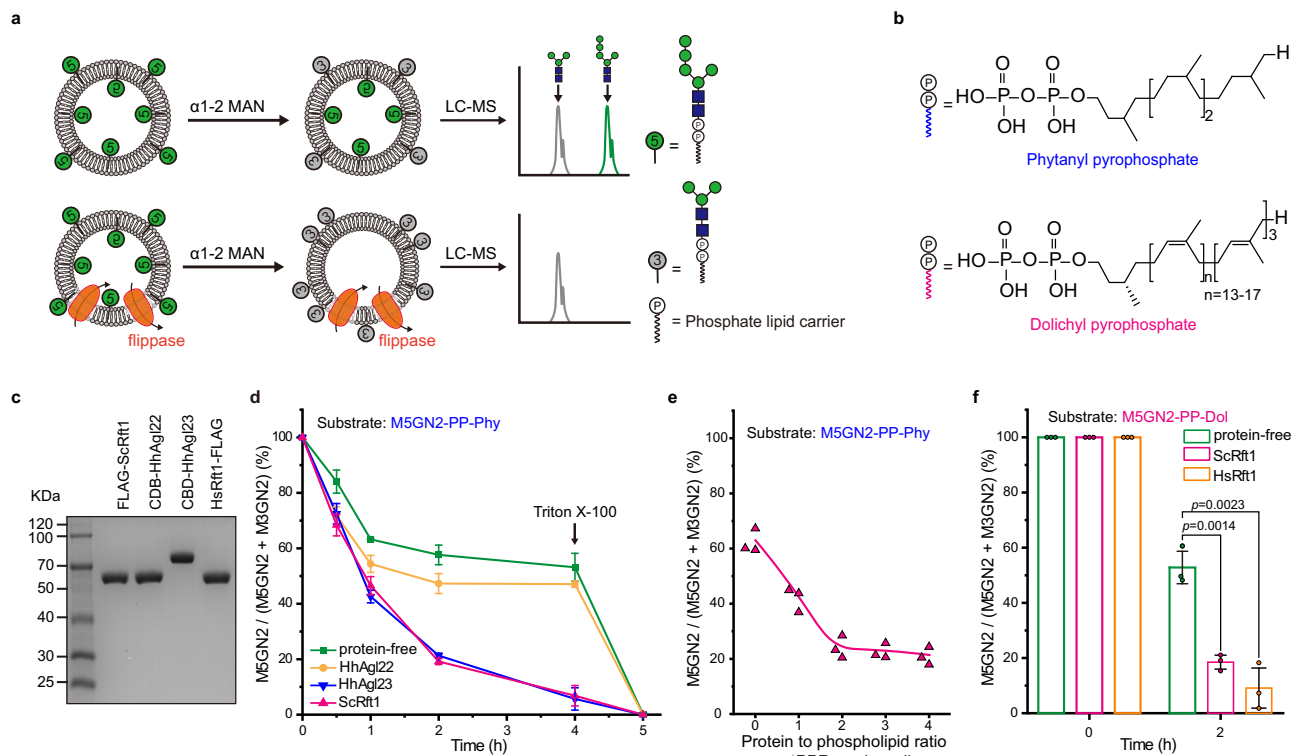 a
α1-2 MAN
LC-MS
5 =
α1-2 MAN
LC-MS
3 =
flippase
flippase
P = Phosphate lipid carrier
b
P P = HO P O OH O P O OH O 2 H
Phytanyl pyrophosphate
P P = HO P O OH O P O OH O n 3 H
n=13-17
Dolichyl pyrophosphate
c
FLAG-ScRft1
CDB-HhAgl22
CBD-HhAgl23
HsRft1-FLAG
KDa
120
100
70
50
40
30
25
d
Substrate: M5GN2-PP-Phy
M5GN2 / (M5GN2 + M3GN2) (%)
100
80
60
40
20
0
Triton X-100
protein-free
HhAgl22
HhAgl23
ScRft1
0 1 2 3 4 5
Time (h)
e
Substrate: M5GN2-PP-Phy
M5GN2 / (M5GN2 + M3GN2) (%)
100
80
60
40
20
0
0 1 2 3 4
Protein to phospholipid ratio
f
Substrate: M5GN2-PP-Dol
protein-free
ScRft1
HsRft1
M5GN2 / (M5GN2 + M3GN2) (%)
100
80
60
40
20
0
p=0.0023
p=0.0014
0 2
Time (h)